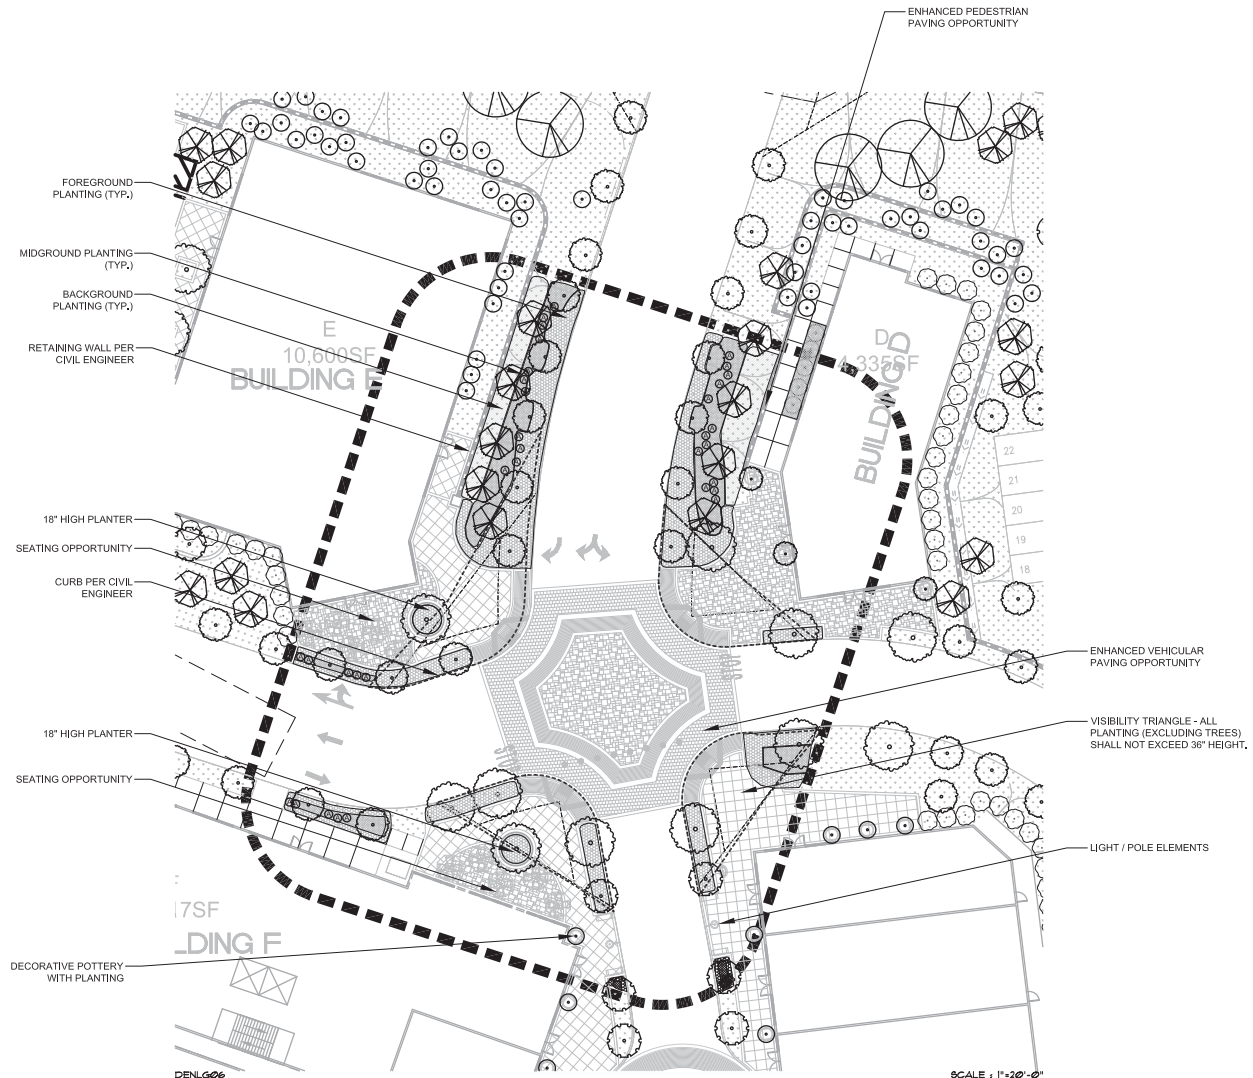 ENHANCED PEDESTRIAN
PAVING OPPORTUNITY
FOREGROUND
PLANTING (TYP.)
MIDGROUND PLANTING
(TYP.)
BACKGROUND
PLANTING (TYP.)
RETAINING WALL PER
CIVIL ENGINEER
E
10,600SF
BUILDING E
D
4,335SF
BUILDING D
22
21
20
19
18
18" HIGH PLANTER
SEATING OPPORTUNITY
CURB PER CIVIL
ENGINEER
ENHANCED VEHICULAR
PAVING OPPORTUNITY
VISIBILITY TRIANGLE - ALL
PLANTING (EXCLUDING TREES)
SHALL NOT EXCEED 36" HEIGHT.
18" HIGH PLANTER
SEATING OPPORTUNITY
LIGHT / POLE ELEMENTS
17SF
LDING F
DECORATIVE POTTERY
WITH PLANTING
DENLG06
SCALE : 1"=20'-0"